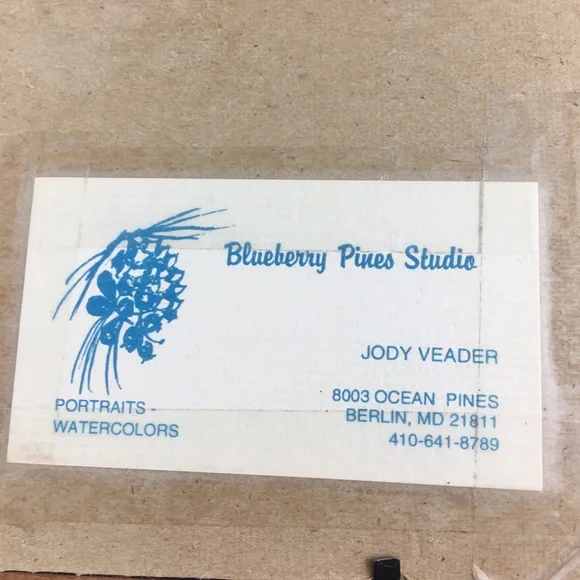 Blueberry Pines Studio
JODY VEADER
8003 OCEAN PINES
BERLIN, MD 21811
410-641-8789
PORTRAITS -
WATERCOLORS